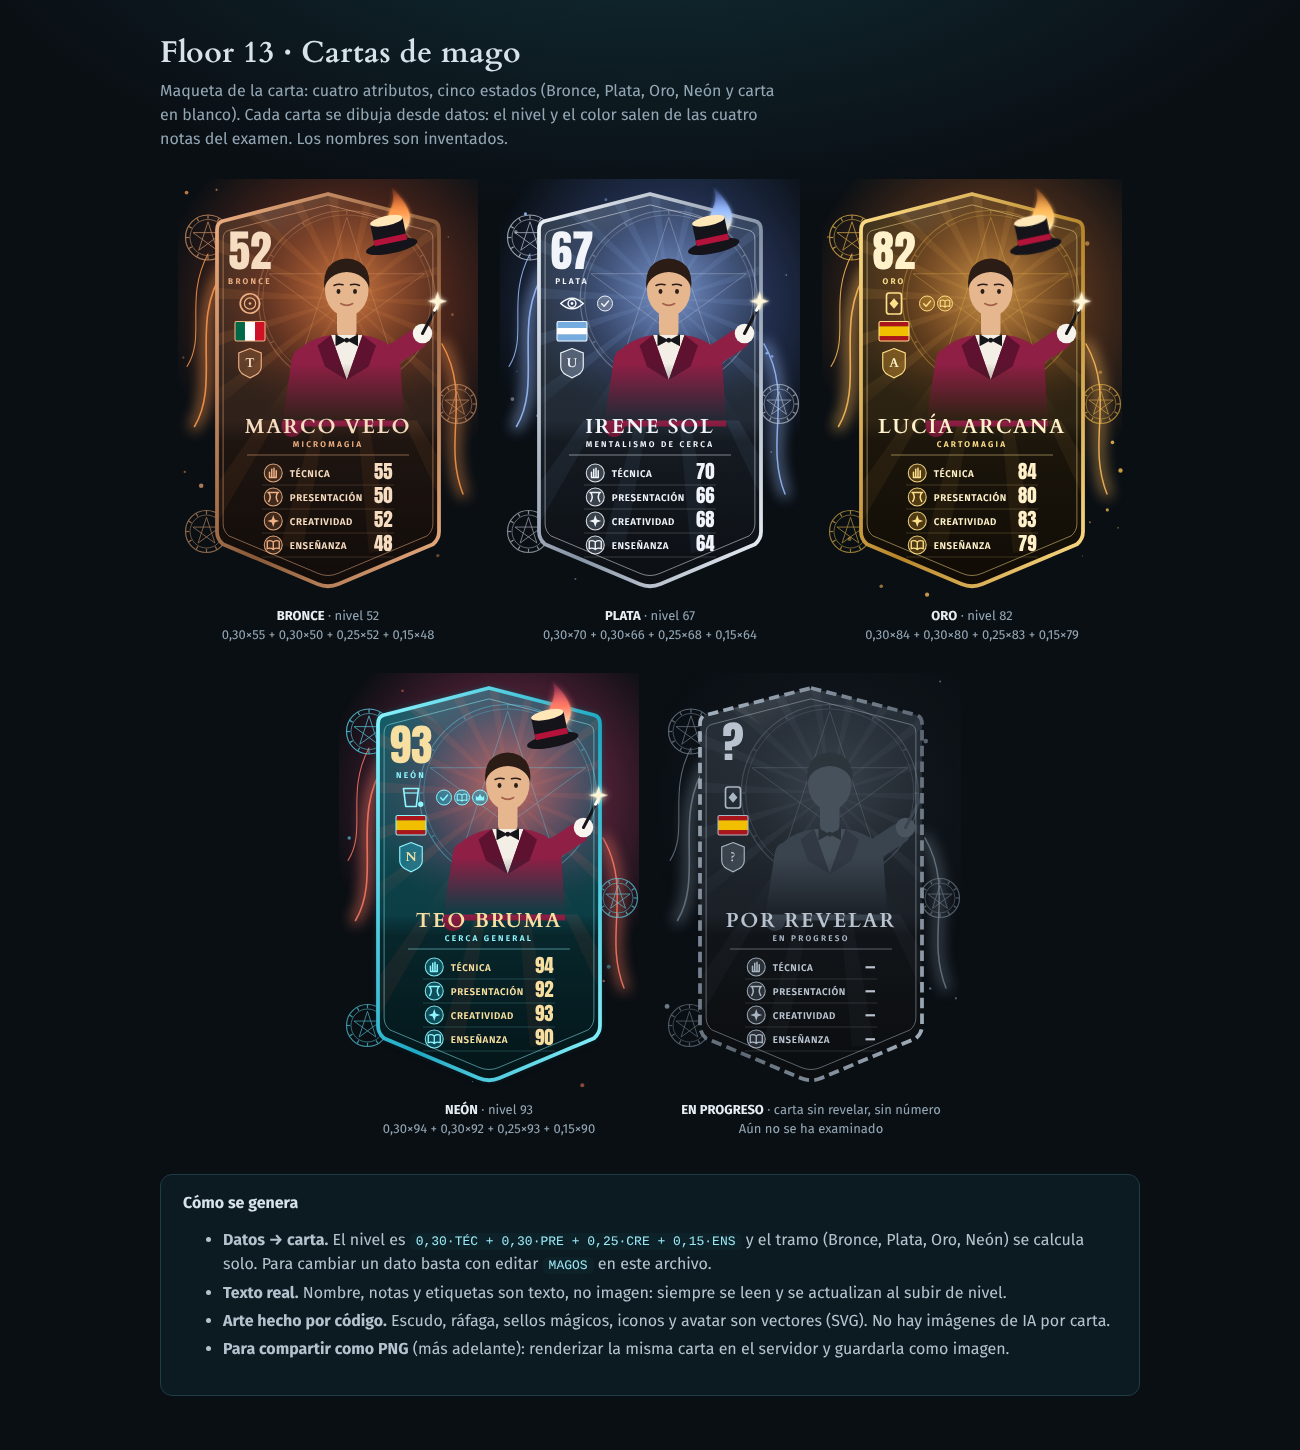 Floor 13 · Cartas de mago
Maqueta de la carta: cuatro atributos, cinco estados (Bronce, Plata, Oro, Neón y carta
en blanco). Cada carta se dibuja desde datos: el nivel y el color salen de las cuatro
notas del examen. Los nombres son inventados.
52
BRONCE
T
MARCO VELO
MICROMAGIA
TÉCNICA 55
PRESENTACIÓN 50
CREATIVIDAD 52
ENSEÑANZA 48
BRONCE · nivel 52
0,30×55 + 0,30×50 + 0,25×52 + 0,15×48
67
PLATA
U
IRENE SOL
MENTALISMO DE CERCA
TÉCNICA 70
PRESENTACIÓN 66
CREATIVIDAD 68
ENSEÑANZA 64
PLATA · nivel 67
0,30×70 + 0,30×66 + 0,25×68 + 0,15×64
82
ORO
A
LUCÍA ARCANA
CARTOMAGIA
TÉCNICA 84
PRESENTACIÓN 80
CREATIVIDAD 83
ENSEÑANZA 79
ORO · nivel 82
0,30×84 + 0,30×80 + 0,25×83 + 0,15×79
93
NEÓN
N
TEO BRUMA
CERCA GENERAL
TÉCNICA 94
PRESENTACIÓN 92
CREATIVIDAD 93
ENSEÑANZA 90
NEÓN · nivel 93
0,30×94 + 0,30×92 + 0,25×93 + 0,15×90
?
?
POR REVELAR
EN PROGRESO
TÉCNICA –
PRESENTACIÓN –
CREATIVIDAD –
ENSEÑANZA –
EN PROGRESO · carta sin revelar, sin número
Aún no se ha examinado
Cómo se genera
• Datos → carta. El nivel es 0,30·TÉC + 0,30·PRE + 0,25·CRE + 0,15·ENS y el tramo (Bronce, Plata, Oro, Neón) se calcula
solo. Para cambiar un dato basta con editar MAGOS en este archivo.
• Texto real. Nombre, notas y etiquetas son texto, no imagen: siempre se leen y se actualizan al subir de nivel.
• Arte hecho por código. Escudo, ráfaga, sellos mágicos, iconos y avatar son vectores (SVG). No hay imágenes de IA por carta.
• Para compartir como PNG (más adelante): renderizar la misma carta en el servidor y guardarla como imagen.